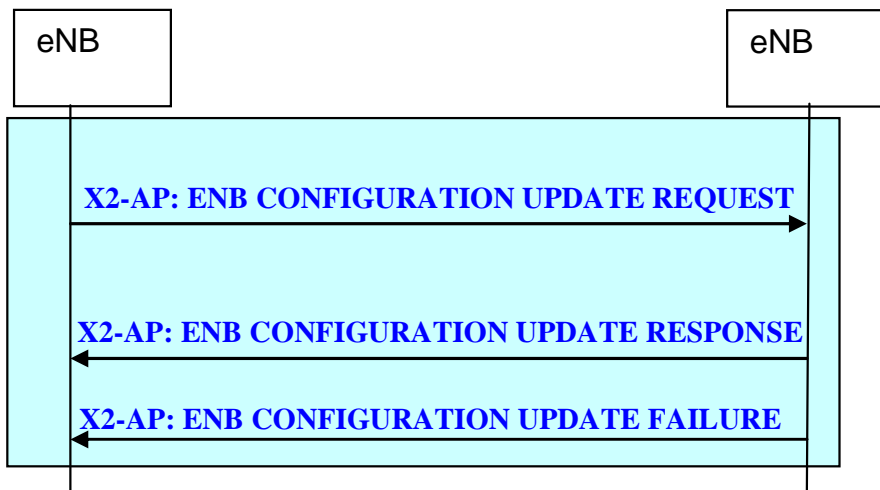 eNB
eNB
X2-AP: ENB CONFIGURATION UPDATE REQUEST
X2-AP: ENB CONFIGURATION UPDATE RESPONSE
X2-AP: ENB CONFIGURATION UPDATE FAILURE